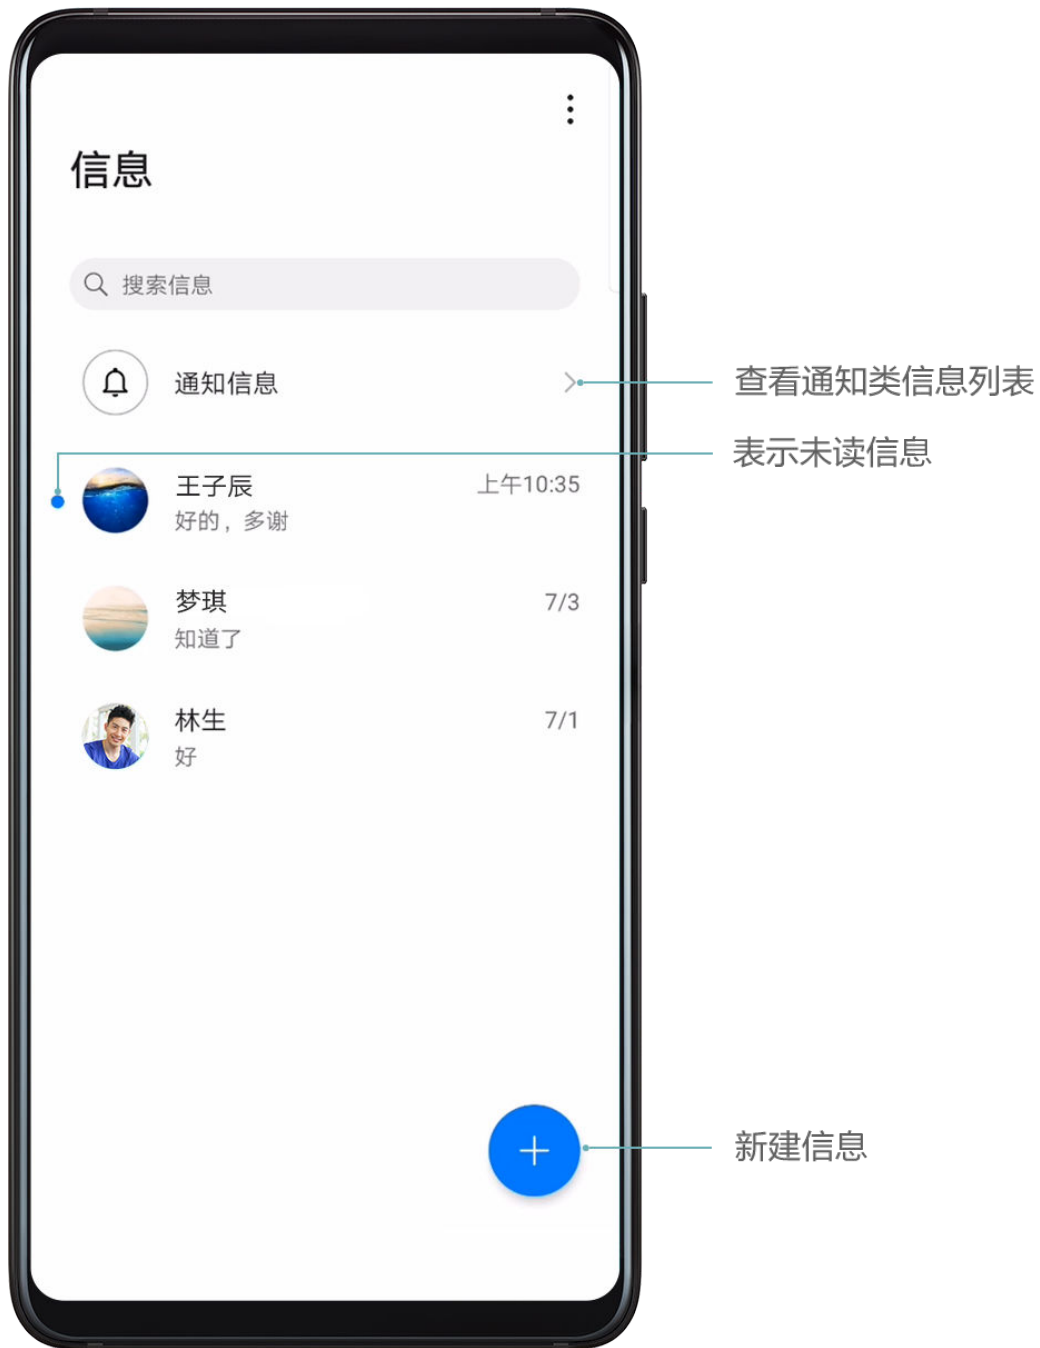 信息
搜索信息
通知信息
查看通知类信息列表
表示未读信息
王子辰 上午10:35
好的，多谢
梦琪 7/3
知道了
林生 7/1
好
新建信息